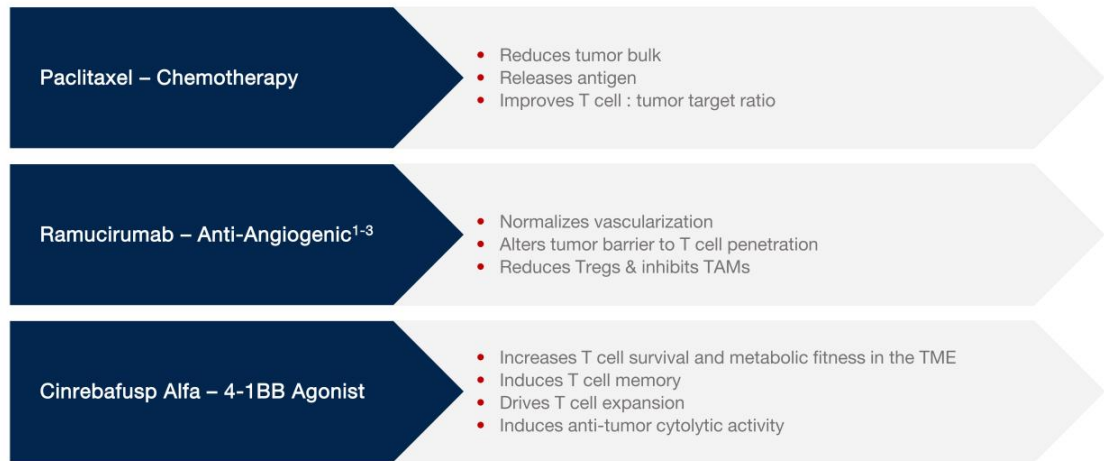 Paclitaxel – Chemotherapy
• Reduces tumor bulk
• Releases antigen
• Improves T cell : tumor target ratio
Ramucirumab – Anti-Angiogenic¹⁻³
• Normalizes vascularization
• Alters tumor barrier to T cell penetration
• Reduces Tregs & inhibits TAMs
Cinrebafusp Alfa – 4-1BB Agonist
• Increases T cell survival and metabolic fitness in the TME
• Induces T cell memory
• Drives T cell expansion
• Induces anti-tumor cytolytic activity